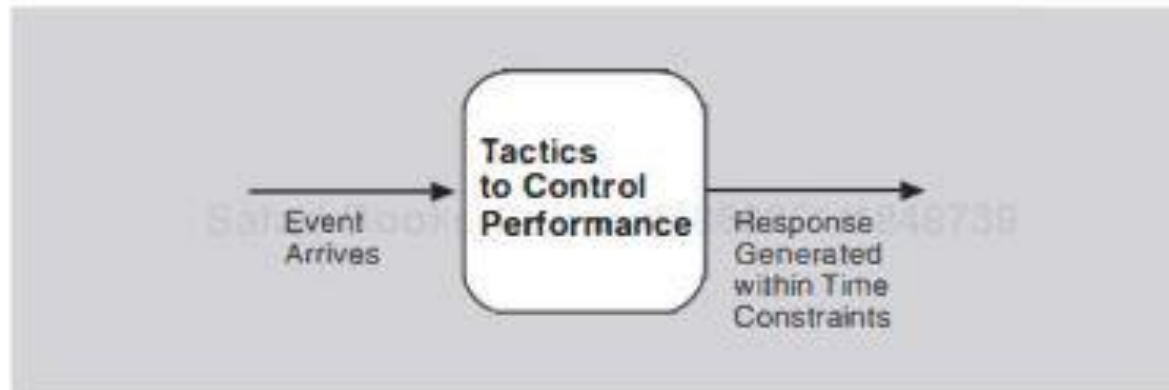 Tactics
to Control
Performance
Event
Arrives
Response
Generated
within Time
Constraints